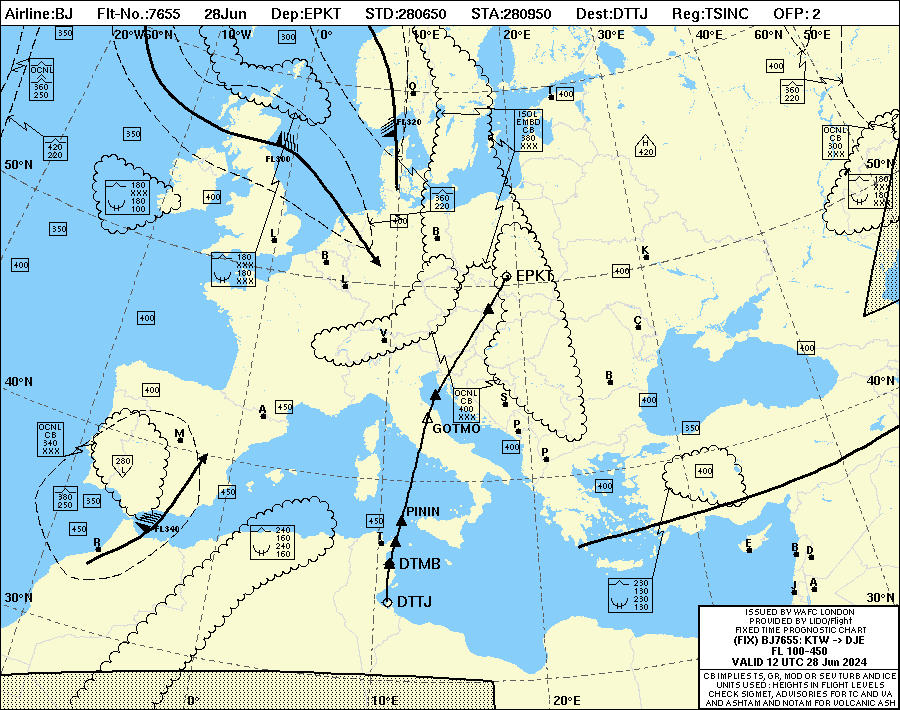 Airline:BJ Flt-No.:7655 28Jun Dep:EPKT STD:280650 STA:280950 Dest:DTTJ Reg:TSINC OFP: 2
350 20°W 10°W 300 0° 10°E 20°E 30°E 40°E 60°N 50°E
OCNL
360
250
400
360
220
O
T 400
FL320
ISOL
EMBD
CB
380
XXX
350
420
220
FL300
H
420
OCNL
CB
300
XXX
50°N
50°N
180
XXX
180
100
400
360
220
180
XXX
180
XXX
350
400
L
B
B
K
400
180
XXX
180
XXX
L
400
EPKT
400
C
V
400
40°N
400
B
40°N
OCNL
CB
400
XXX
S
400
A 450
GOTMO
P
350
OCNL
CB
340
XXX
M
400
P
280
L
400
450
400
380
250
350
450
FL340
450
PININ
R
240
160
240
160
T
E
B D
DTMB
30°N
DTTJ
230
130
230
130
J A
30°N
ISSUED BY WAFC LONDON
PROVIDED BY LIDO/Flight
FIXED TIME PROGNOSTIC CHART
(FIX) BJ7655: KTW -> DJE
FL 100-450
VALID 12 UTC 28 Jun 2024
CB IMPLIES TS, GR, MOD OR SEV TURB AND ICE
UNITS USED : HEIGHTS IN FLIGHT LEVELS
CHECK SIGMET, ADVISORIES FOR TC AND VA
AND ASHTAM AND NOTAM FOR VOLCANIC ASH
0° 10°E 20°E